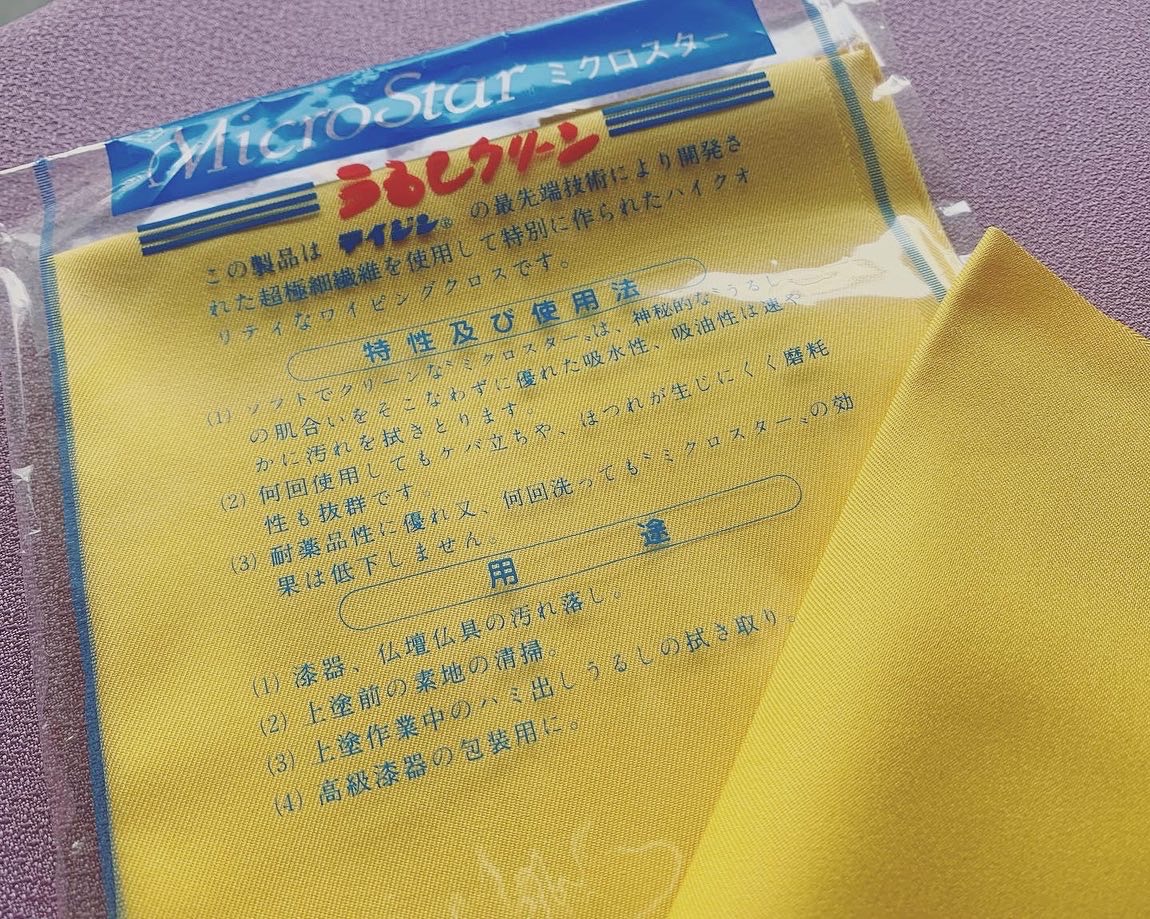 MicroStar ミクロスター
うるしクリーン
この製品は テイジン® の最先端技術により開発さ
れた超極細繊維を使用して特別に作られたハイクオ
リティなワイピングクロスです。
特性及び使用法
(1) ソフトでクリーンな〝ミクロスター〟は、神秘的な〝うるし
の肌合いをそこなわずに優れた吸水性、吸油性は速や
かに汚れを拭きとります。
(2) 何回使用してもケバ立ちや、はつれが生じにくく磨耗
性も抜群です。
(3) 耐薬品性に優れ又、何回洗っても〝ミクロスター〟の効
果は低下しません。
用途
(1) 漆器、仏壇仏具の汚れ落し。
(2) 上塗前の素地の清掃。
(3) 上塗作業中のハミ出しうるしの拭き取り。
(4) 高級漆器の包装用に。